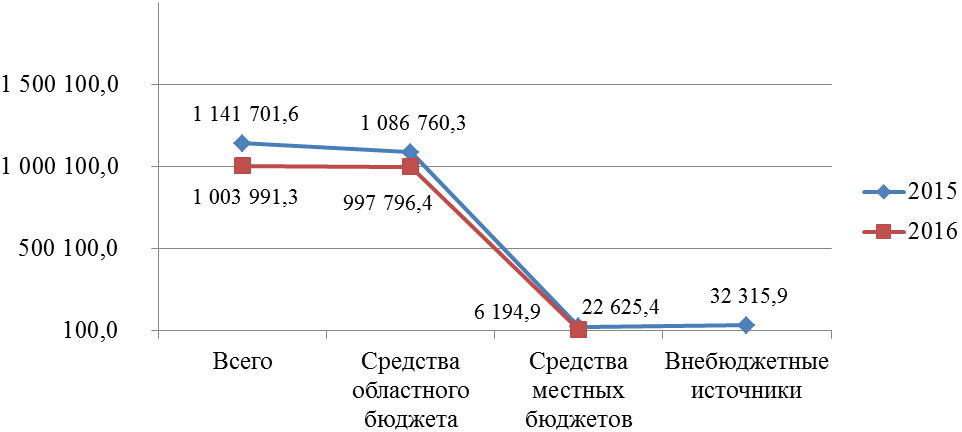 1 500 100,0
1 141 701,6
1 086 760,3
1 000 100,0
1 003 991,3
997 796,4
2015
2016
500 100,0
6 194,9
22 625,4
32 315,9
100,0
Всего
Средства
областного
бюджета
Средства
местных
бюджетов
Внебюджетные
источники